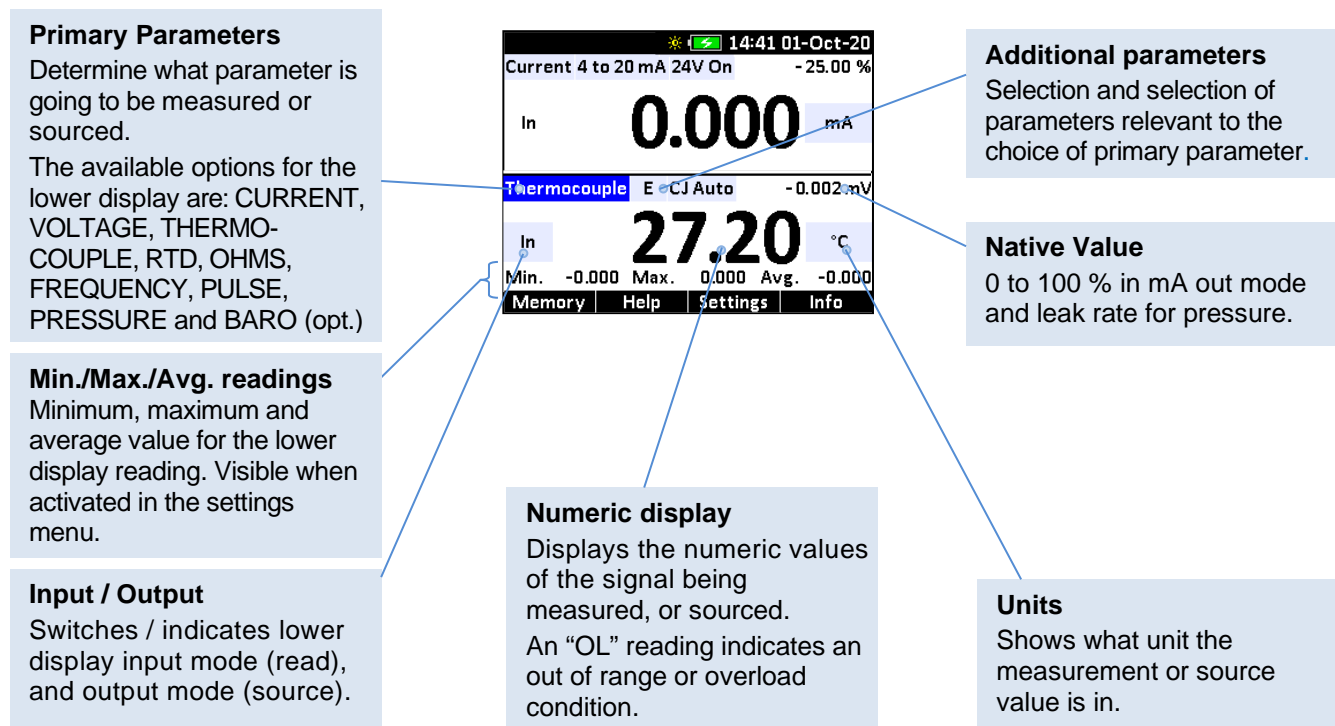 Primary Parameters
Determine what parameter is
going to be measured or
sourced.
The available options for the
lower display are: CURRENT,
VOLTAGE, THERMO-
COUPLE, RTD, OHMS,
FREQUENCY, PULSE,
PRESSURE and BARO (opt.)
Min./Max./Avg. readings
Minimum, maximum and
average value for the lower
display reading. Visible when
activated in the settings
menu.
Input / Output
Switches / indicates lower
display input mode (read),
and output mode (source).
14:41 01-Oct-20
Current 4 to 20 mA 24V On -25.00 %
In 0.000 mA
Thermocouple E CJ Auto -0.002 mV
In 27.20 °C
Min. -0.000 Max. 0.000 Avg. -0.000
Memory Help Settings Info
Numeric display
Displays the numeric values
of the signal being
measured, or sourced.
An “OL” reading indicates an
out of range or overload
condition.
Additional parameters
Selection and selection of
parameters relevant to the
choice of primary parameter.
Native Value
0 to 100 % in mA out mode
and leak rate for pressure.
Units
Shows what unit the
measurement or source
value is in.